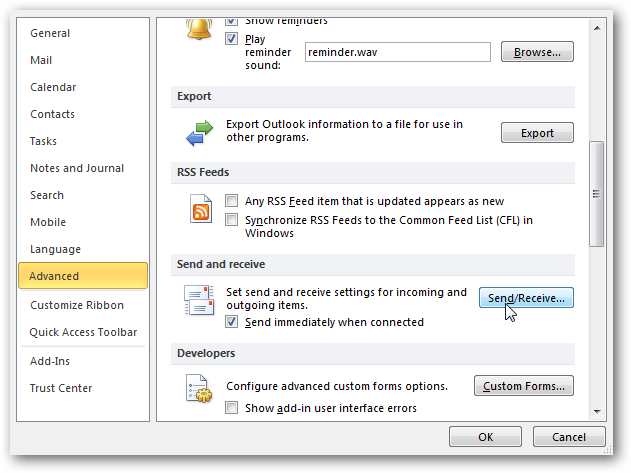 General
Mail
Calendar
Contacts
Tasks
Notes and Journal
Search
Mobile
Language
Advanced
Customize Ribbon
Quick Access Toolbar
Add-Ins
Trust Center
Show reminders
Play
reminder
sound:
reminder.wav
Browse...
Export
Export Outlook information to a file for use in
other programs.
Export
RSS Feeds
Any RSS Feed item that is updated appears as new
Synchronize RSS Feeds to the Common Feed List (CFL) in
Windows
Send and receive
Set send and receive settings for incoming and
outgoing items.
Send/Receive...
Send immediately when connected
Developers
Configure advanced custom forms options.
Custom Forms...
Show add-in user interface errors
OK
Cancel